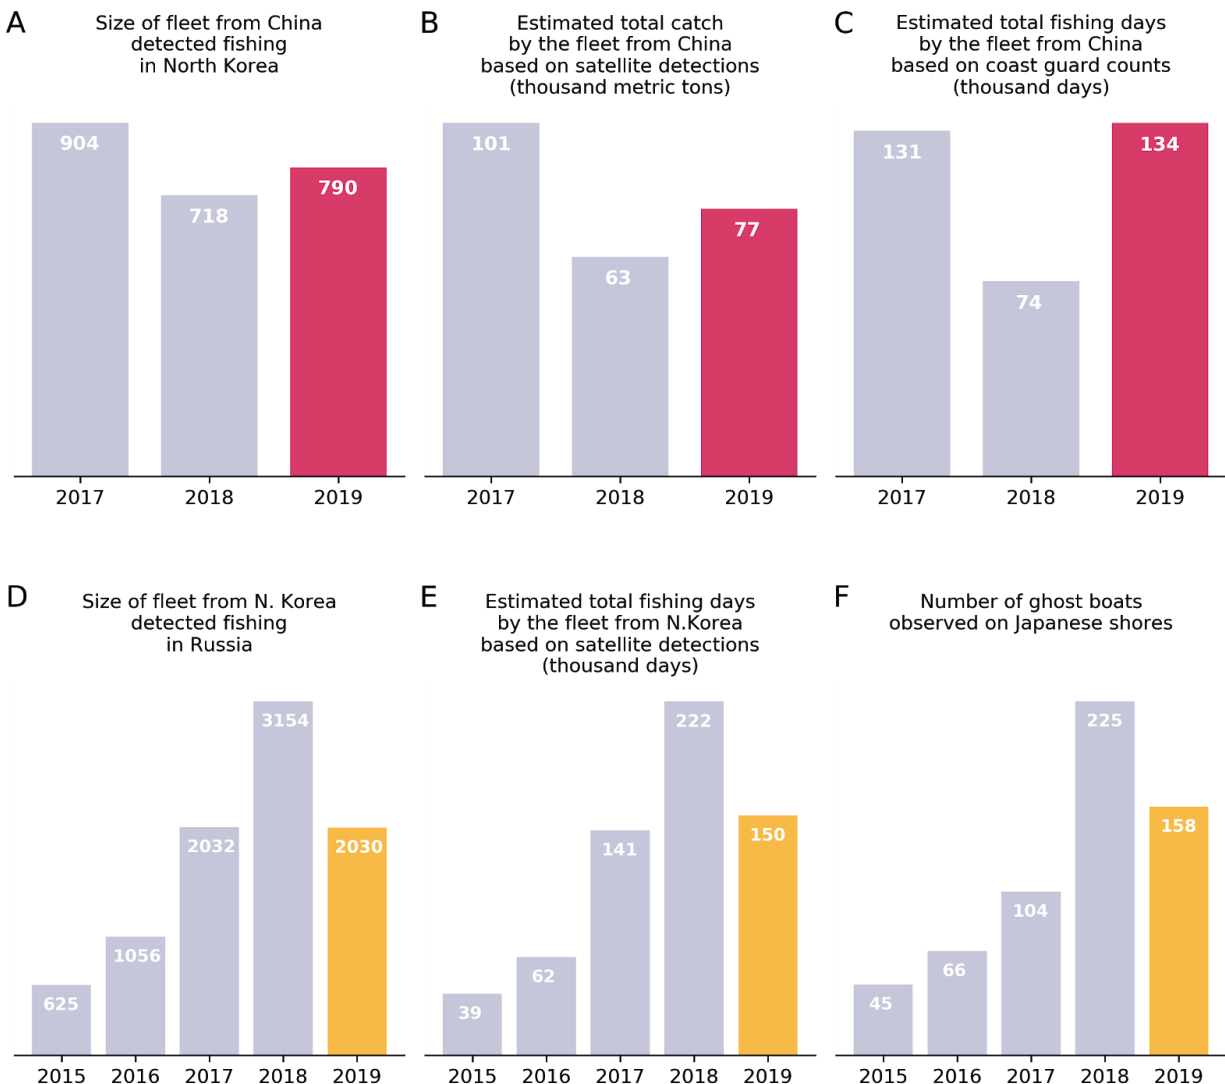 A
Size of fleet from China
detected fishing
in North Korea
904
718
790
2017
2018
2019
B
Estimated total catch
by the fleet from China
based on satellite detections
(thousand metric tons)
101
63
77
2017
2018
2019
C
Estimated total fishing days
by the fleet from China
based on coast guard counts
(thousand days)
131
74
134
2017
2018
2019
D
Size of fleet from N. Korea
detected fishing
in Russia
625
1056
2032
3154
2030
2015
2016
2017
2018
2019
E
Estimated total fishing days
by the fleet from N.Korea
based on satellite detections
(thousand days)
39
62
141
222
150
2015
2016
2017
2018
2019
F
Number of ghost boats
observed on Japanese shores
45
66
104
225
158
2015
2016
2017
2018
2019